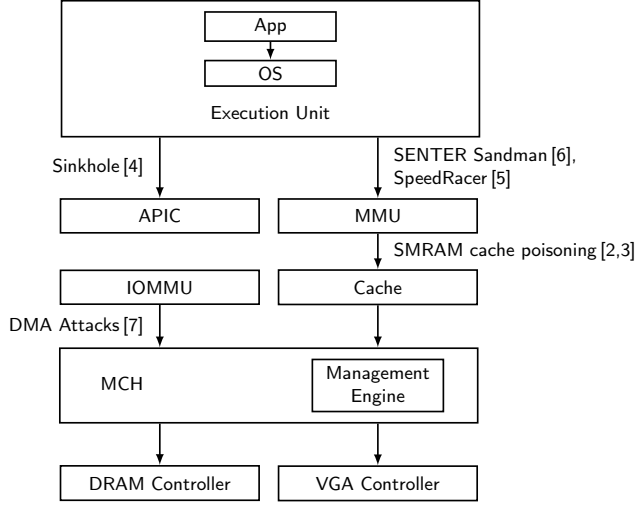 App
OS
Execution Unit
Sinkhole [4]
SENTER Sandman [6],
SpeedRacer [5]
APIC
MMU
SMRAM cache poisoning [2,3]
IOMMU
Cache
DMA Attacks [7]
MCH
Management
Engine
DRAM Controller
VGA Controller